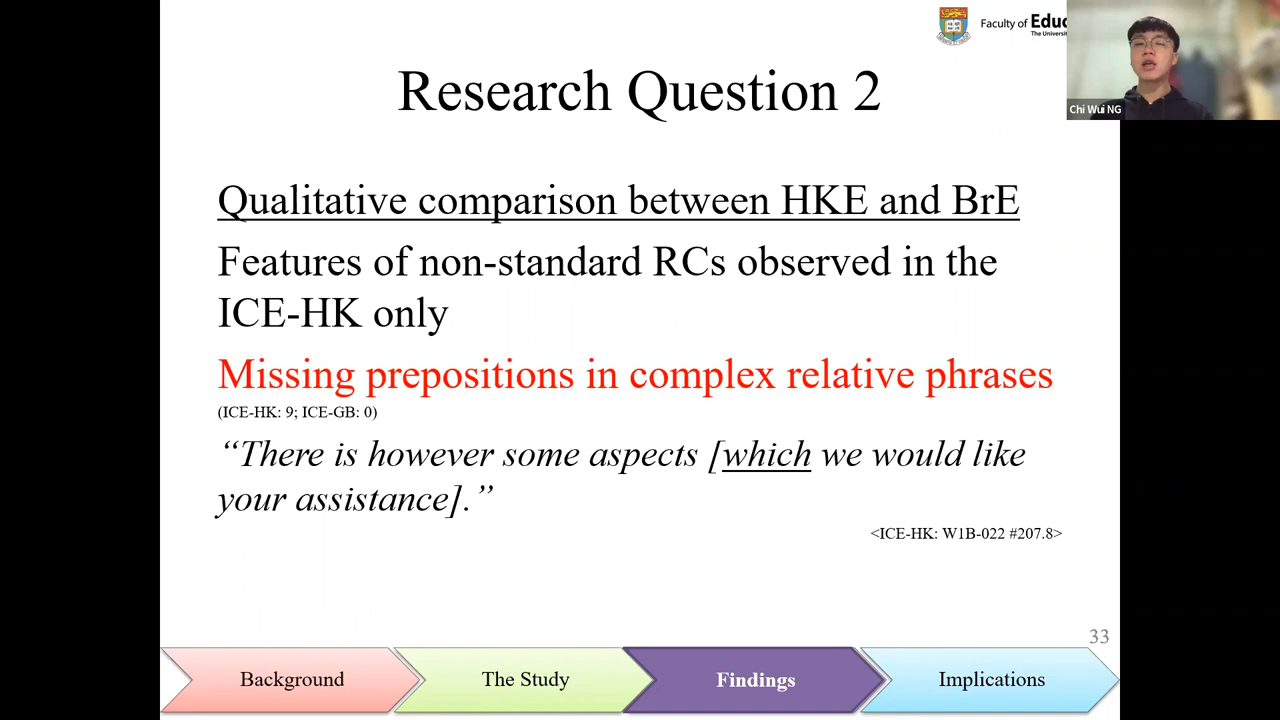 Faculty of Educ
The Univers
Chi Wui NG
Research Question 2
Qualitative comparison between HKE and BrE
Features of non-standard RCs observed in the
ICE-HK only
Missing prepositions in complex relative phrases
(ICE-HK: 9; ICE-GB: 0)
“There is however some aspects [which we would like
your assistance].”
<ICE-HK: W1B-022 #207.8>
33
Background
The Study
Findings
Implications